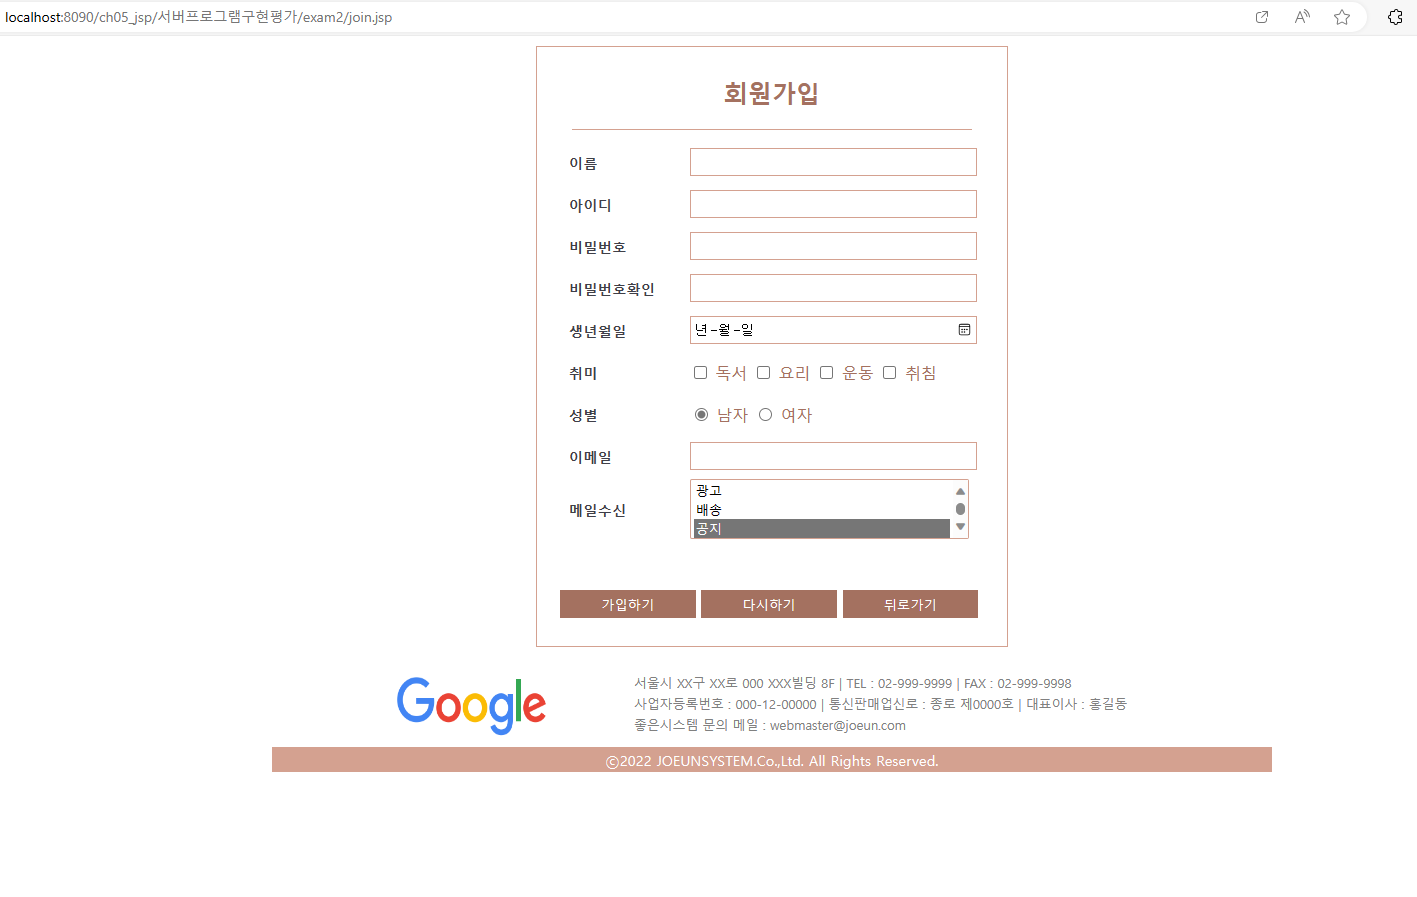 localhost:8090/ch05_jsp/서버프로그램구현평가/exam2/join.jsp
회원가입
이름
아이디
비밀번호
비밀번호확인
생년월일 년-월-일
취미 독서 요리 운동 취침
성별 남자 여자
이메일
메일수신 광고
배송
공지
가입하기 다시하기 뒤로가기
Google
서울시 XX구 XX로 000 XXX빌딩 8F | TEL : 02-999-9999 | FAX : 02-999-9998
사업자등록번호 : 000-12-00000 | 통신판매업신로 : 종로 제0000호 | 대표이사 : 홍길동
좋은시스템 문의 메일 : webmaster@joeun.com
©2022 JOEUNSYSTEM.Co.,Ltd. All Rights Reserved.